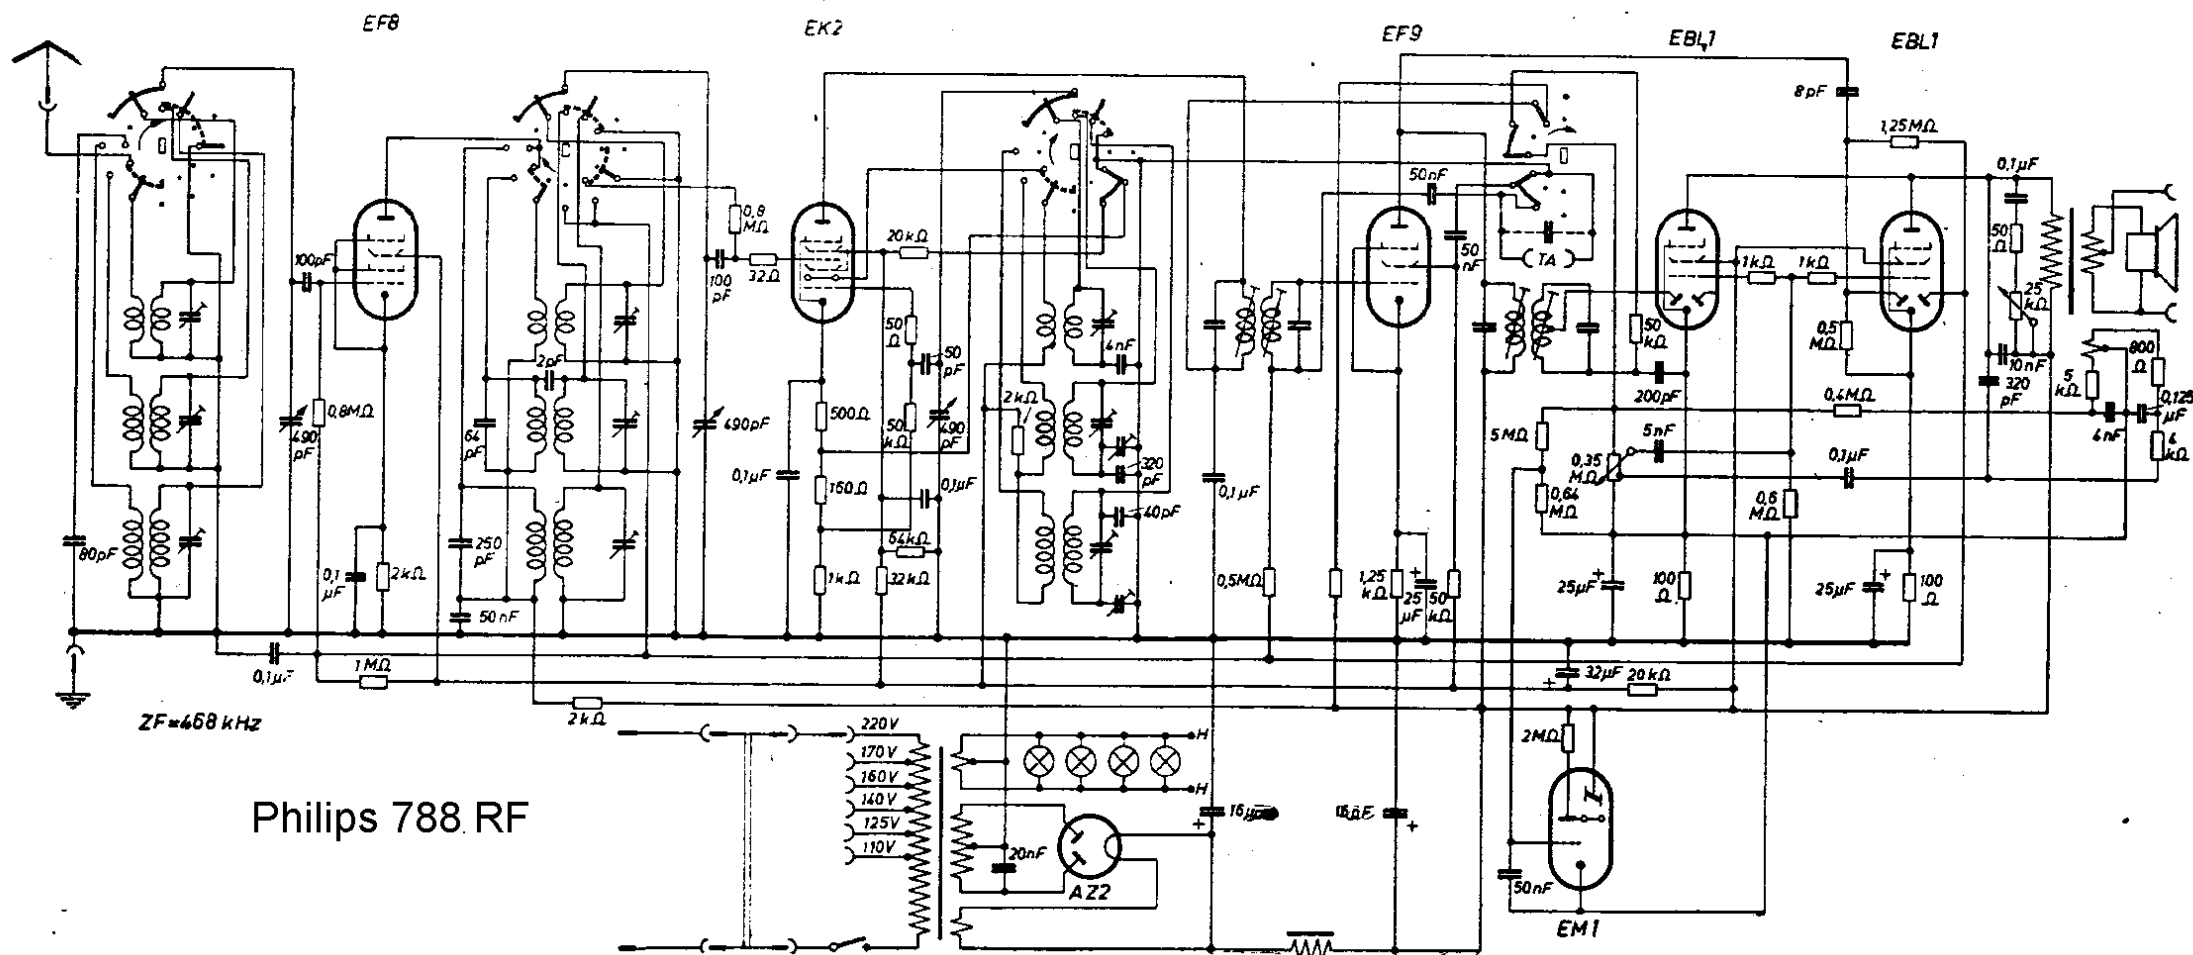 EF8
EK2
EF9
EBL1
EBL1
8pF
1,25MΩ
0,1µF
50nF
0,8
MΩ
20kΩ
50
nF
50
Ω
100pF
100
pF
32Ω
TA
1kΩ
1kΩ
25
kΩ
50
Ω
50
pF
4nF
50
kΩ
0,5
MΩ
10nF
800
Ω
2pF
320
pF
5
kΩ
200pF
0,4MΩ
0,125
µF
490
pF
0,8MΩ
64
pF
490pF
500Ω
50
kΩ
490
pF
2kΩ
5MΩ
5nF
4nF
4
kΩ
0,1µF
160Ω
0,1µF
320
pF
0,1µF
0,35
MΩ
0,1µF
0,64
MΩ
0,6
MΩ
40pF
80pF
250
pF
64kΩ
0,1
µF
2kΩ
1kΩ
32kΩ
0,5MΩ
1,25
kΩ
25
µF
50
kΩ
25µF
100
Ω
25µF
100
Ω
50nF
0,1µF
1MΩ
32µF
20kΩ
2kΩ
ZF=468kHz
220V
170V
160V
140V
125V
110V
H
H
2MΩ
Philips 788 RF
20nF
AZ2
50nF
EM1